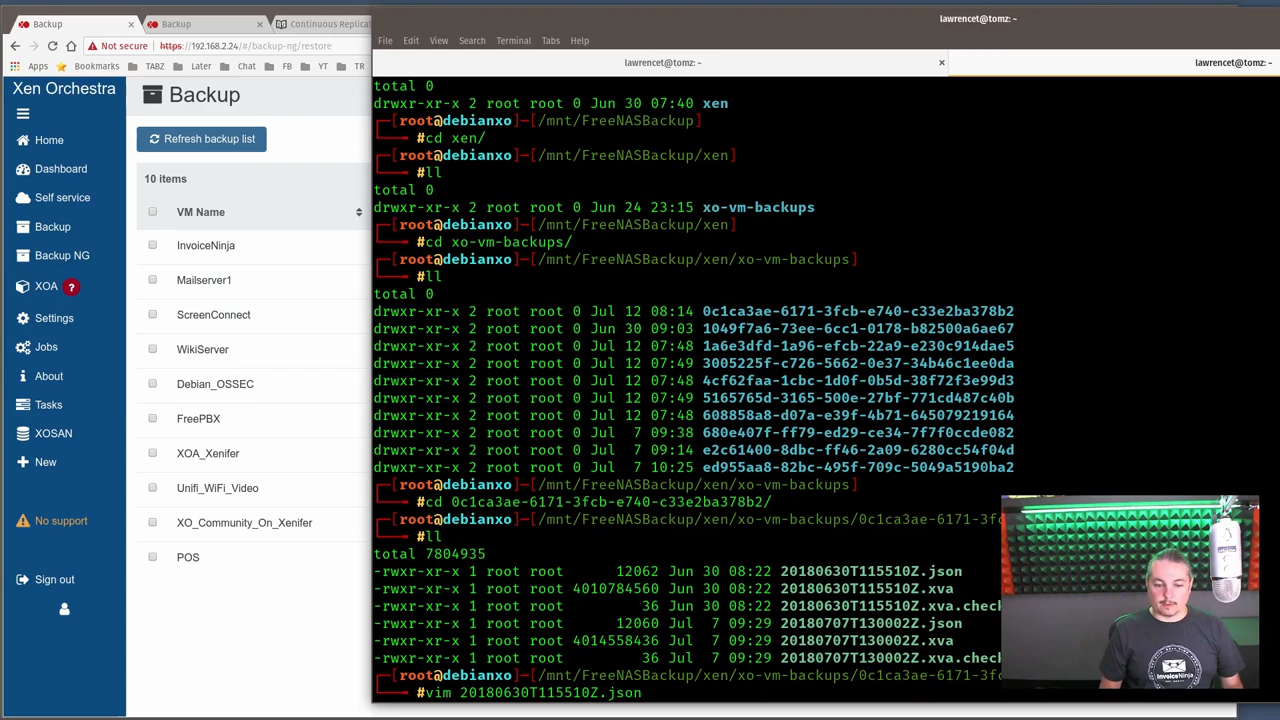 Backup
Backup
Continuous Replicat
Not secure
https://192.168.2.24/#/backup-ng/restore
Apps
Bookmarks
TABZ
Later
Chat
FB
YT
TR
Xen Orchestra
Home
Dashboard
Self service
Backup
Backup NG
XOA
?
Settings
Jobs
About
Tasks
XOSAN
New
No support
Sign out
Backup
Refresh backup list
10 items
VM Name
InvoiceNinja
Mailserver1
ScreenConnect
WikiServer
Debian_OSSEC
FreePBX
XOA_Xenifer
Unifi_WiFi_Video
XO_Community_On_Xenifer
POS
lawrencet@tomz: ~
File Edit View Search Terminal Tabs Help
lawrencet@tomz: ~
lawrencet@tomz: ~
total 0
drwxr-xr-x 2 root root 0 Jun 30 07:40 xen
[root@debianxo]─[/mnt/FreeNASBackup]
#cd xen/
[root@debianxo]─[/mnt/FreeNASBackup/xen]
#ll
total 0
drwxr-xr-x 2 root root 0 Jun 24 23:15 xo-vm-backups
[root@debianxo]─[/mnt/FreeNASBackup/xen]
#cd xo-vm-backups/
[root@debianxo]─[/mnt/FreeNASBackup/xen/xo-vm-backups]
#ll
total 0
drwxr-xr-x 2 root root 0 Jul 12 08:14 0c1ca3ae-6171-3fcb-e740-c33e2ba378b2
drwxr-xr-x 2 root root 0 Jun 30 09:03 1049f7a6-73ee-6cc1-0178-b82500a6ae67
drwxr-xr-x 2 root root 0 Jul 12 07:48 1a6e3dfd-1a96-efcb-22a9-e230c914dae5
drwxr-xr-x 2 root root 0 Jul 12 07:49 3005225f-c726-5662-0e37-34b46c1ee0da
drwxr-xr-x 2 root root 0 Jul 12 07:48 4cf62faa-1cbc-1d0f-0b5d-38f72f3e99d3
drwxr-xr-x 2 root root 0 Jul 12 07:49 5165765d-3165-500e-27bf-771cd487c40b
drwxr-xr-x 2 root root 0 Jul 12 07:48 608858a8-d07a-e39f-4b71-645079219164
drwxr-xr-x 2 root root 0 Jul  7 09:38 680e407f-ff79-ed29-ce34-7f7f0ccde082
drwxr-xr-x 2 root root 0 Jul  7 09:14 e2c61400-8dbc-ff46-2a09-6280cc54f04d
drwxr-xr-x 2 root root 0 Jul  7 10:25 ed955aa8-82bc-495f-709c-5049a5190ba2
[root@debianxo]─[/mnt/FreeNASBackup/xen/xo-vm-backups]
#cd 0c1ca3ae-6171-3fcb-e740-c33e2ba378b2/
[root@debianxo]─[/mnt/FreeNASBackup/xen/xo-vm-backups/0c1ca3ae-6171-3fc
#ll
total 7804935
-rwxr-xr-x 1 root root      12062 Jun 30 08:22 20180630T115510Z.json
-rwxr-xr-x 1 root root 4010784560 Jun 30 08:22 20180630T115510Z.xva
-rwxr-xr-x 1 root root         36 Jun 30 08:22 20180630T115510Z.xva.check
-rwxr-xr-x 1 root root      12060 Jul  7 09:29 20180707T130002Z.json
-rwxr-xr-x 1 root root 4014558436 Jul  7 09:29 20180707T130002Z.xva
-rwxr-xr-x 1 root root         36 Jul  7 09:29 20180707T130002Z.xva.check
[root@debianxo]─[/mnt/FreeNASBackup/xen/xo-vm-backups/0c1ca3ae-6171-3fc
#vim 20180630T115510Z.json
InvoiceNinja